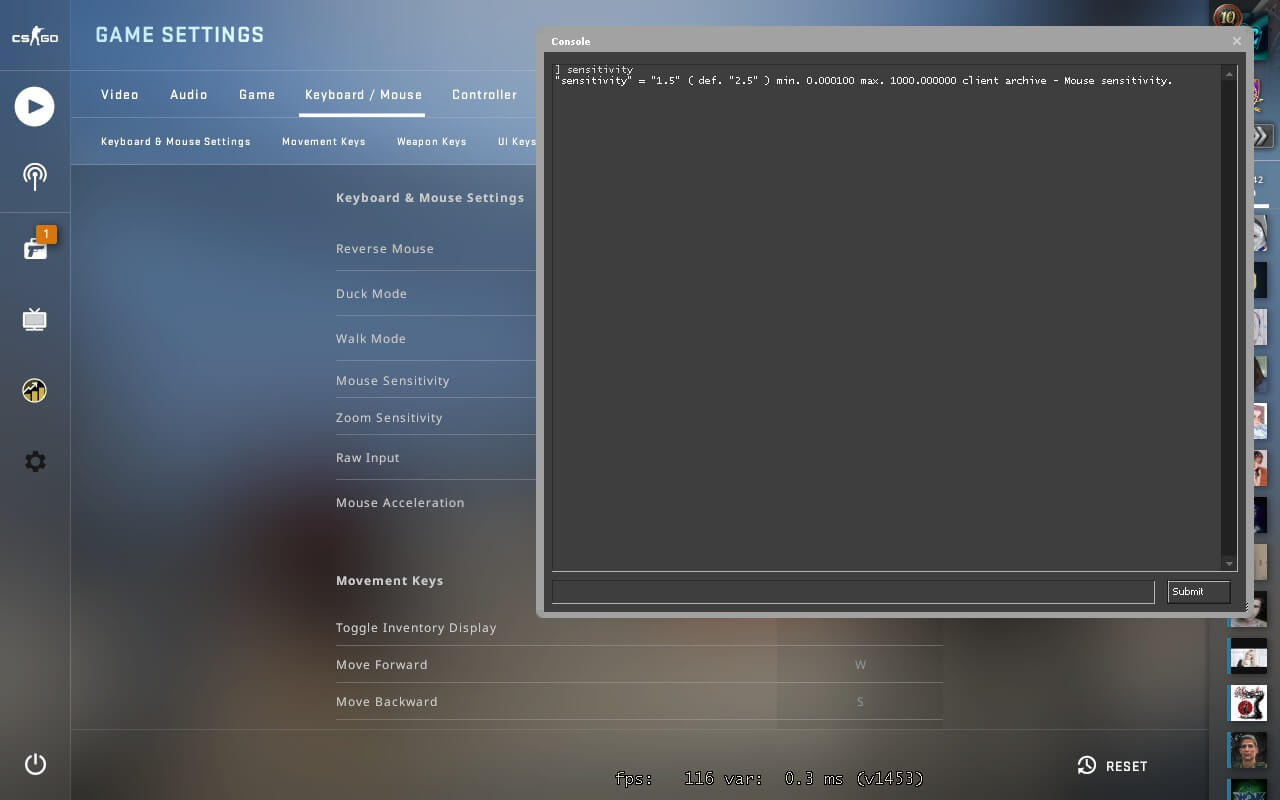 CS GO
GAME SETTINGS
10
Console
Video Audio Game Keyboard / Mouse Controller
Keyboard & Mouse Settings Movement Keys Weapon Keys UI Keys
] sensitivity
"sensitivity" = "1.5" ( def. "2.5" ) min. 0.000100 max. 1000.000000 client archive - Mouse sensitivity.
1
Keyboard & Mouse Settings
Reverse Mouse
Duck Mode
Walk Mode
Mouse Sensitivity
Zoom Sensitivity
Raw Input
Mouse Acceleration
Submit
Movement Keys
Toggle Inventory Display
Move Forward W
Move Backward S
RESET
fps: 116 var: 0.3 ms (v1453)